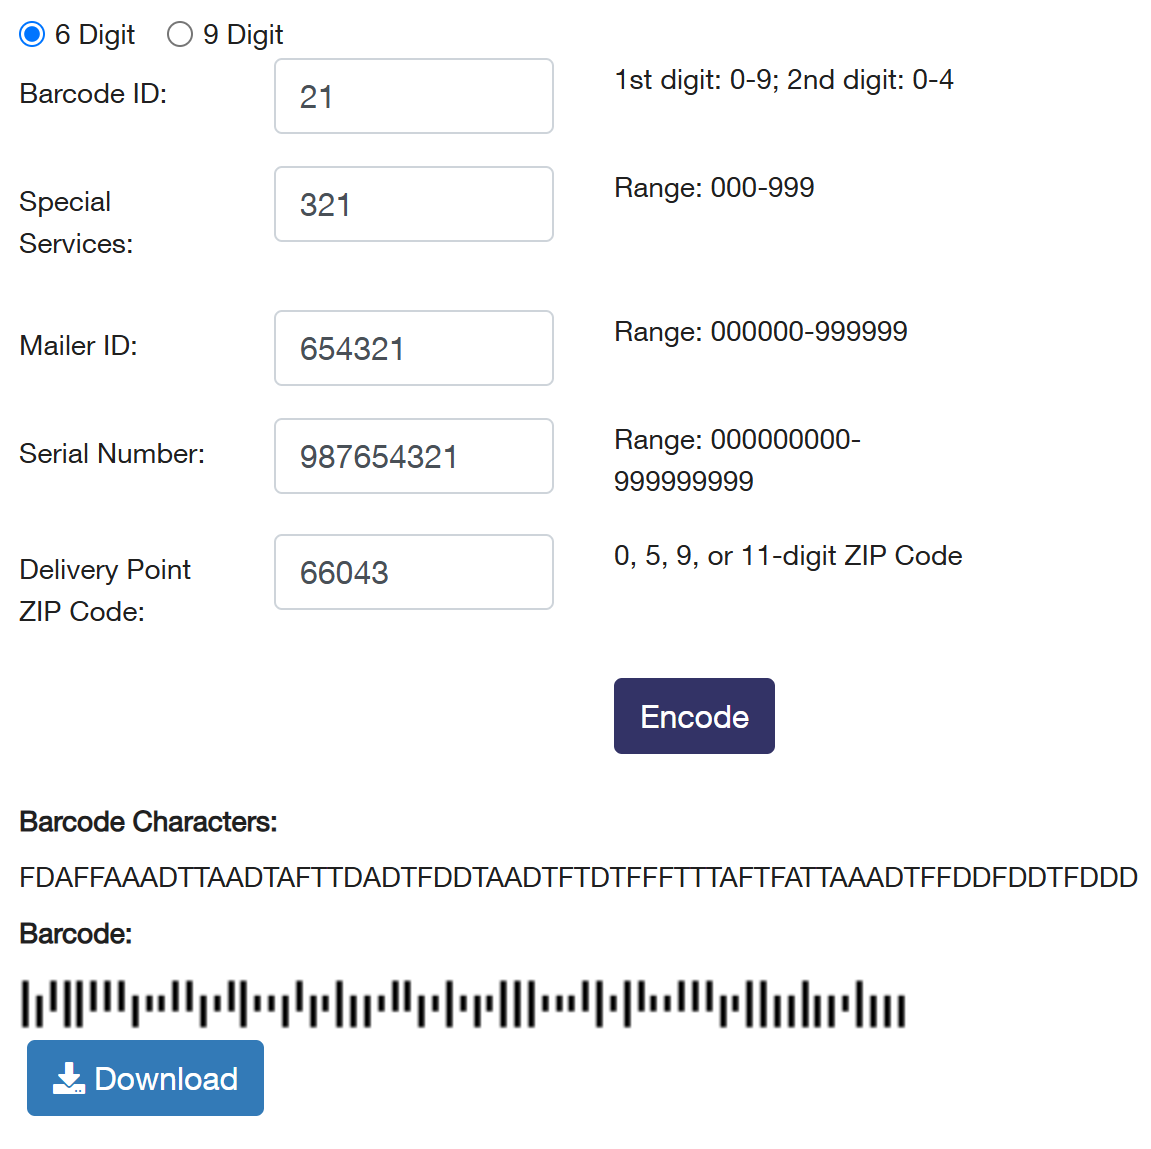 6 Digit 9 Digit
Barcode ID: 21 1st digit: 0-9; 2nd digit: 0-4
Special Services: 321 Range: 000-999
Mailer ID: 654321 Range: 000000-999999
Serial Number: 987654321 Range: 000000000-
999999999
Delivery Point 66043 0, 5, 9, or 11-digit ZIP Code
ZIP Code:
Encode
Barcode Characters:
FDAFFAAADTTAADTAFTTDADTFDDTAADTFTDTFFFTTTAFTFATTAAADTFFDDFDDTFDDD
Barcode:
Download